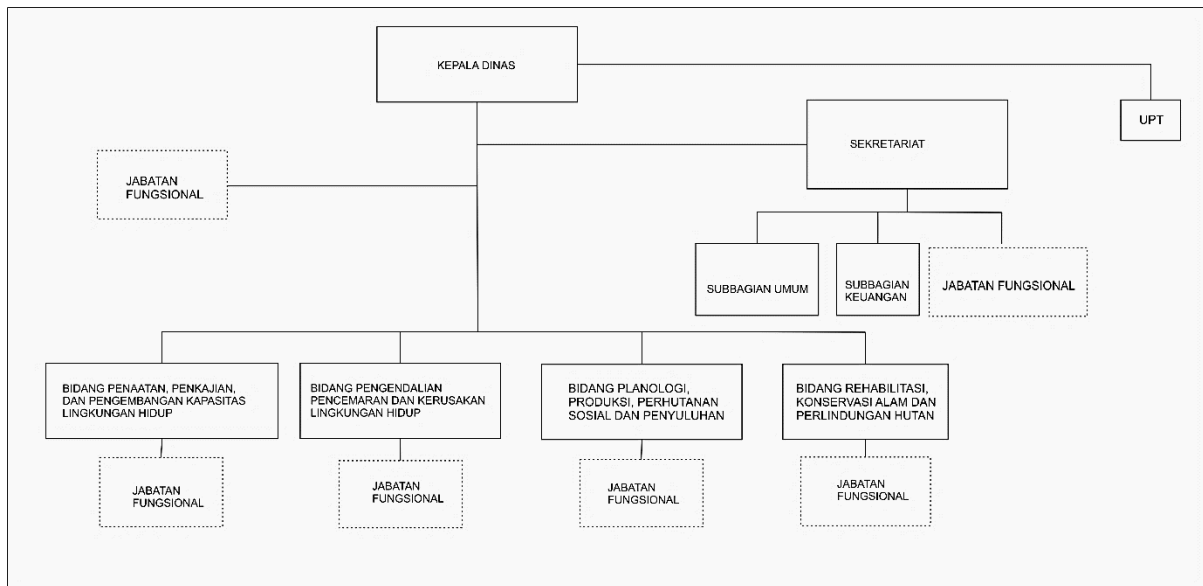 KEPALA DINAS
UPT
SEKRETARIAT
JABATAN
FUNGSIONAL
SUBBAGIAN UMUM
SUBBAGIAN
KEUANGAN
JABATAN FUNGSIONAL
BIDANG PENAATAN, PENKAJIAN,
DAN PENGEMBANGAN KAPASITAS
LINGKUNGAN HIDUP
BIDANG PENGENDALIAN
PENCEMARAN DAN KERUSAKAN
LINGKUNGAN HIDUP
BIDANG PLANOLOGI,
PRODUKSI, PERHUTANAN
SOSIAL DAN PENYULUHAN
BIDANG REHABILITASI,
KONSERVASI ALAM DAN
PERLINDUNGAN HUTAN
JABATAN
FUNGSIONAL
JABATAN
FUNGSIONAL
JABATAN
FUNGSIONAL
JABATAN
FUNGSIONAL